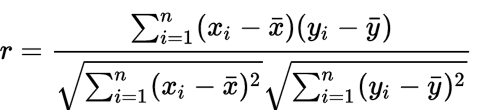 r = \frac{\sum_{i=1}^{n}(x_i - \bar{x})(y_i - \bar{y})}{\sqrt{\sum_{i=1}^{n}(x_i - \bar{x})^2}\sqrt{\sum_{i=1}^{n}(y_i - \bar{y})^2}}